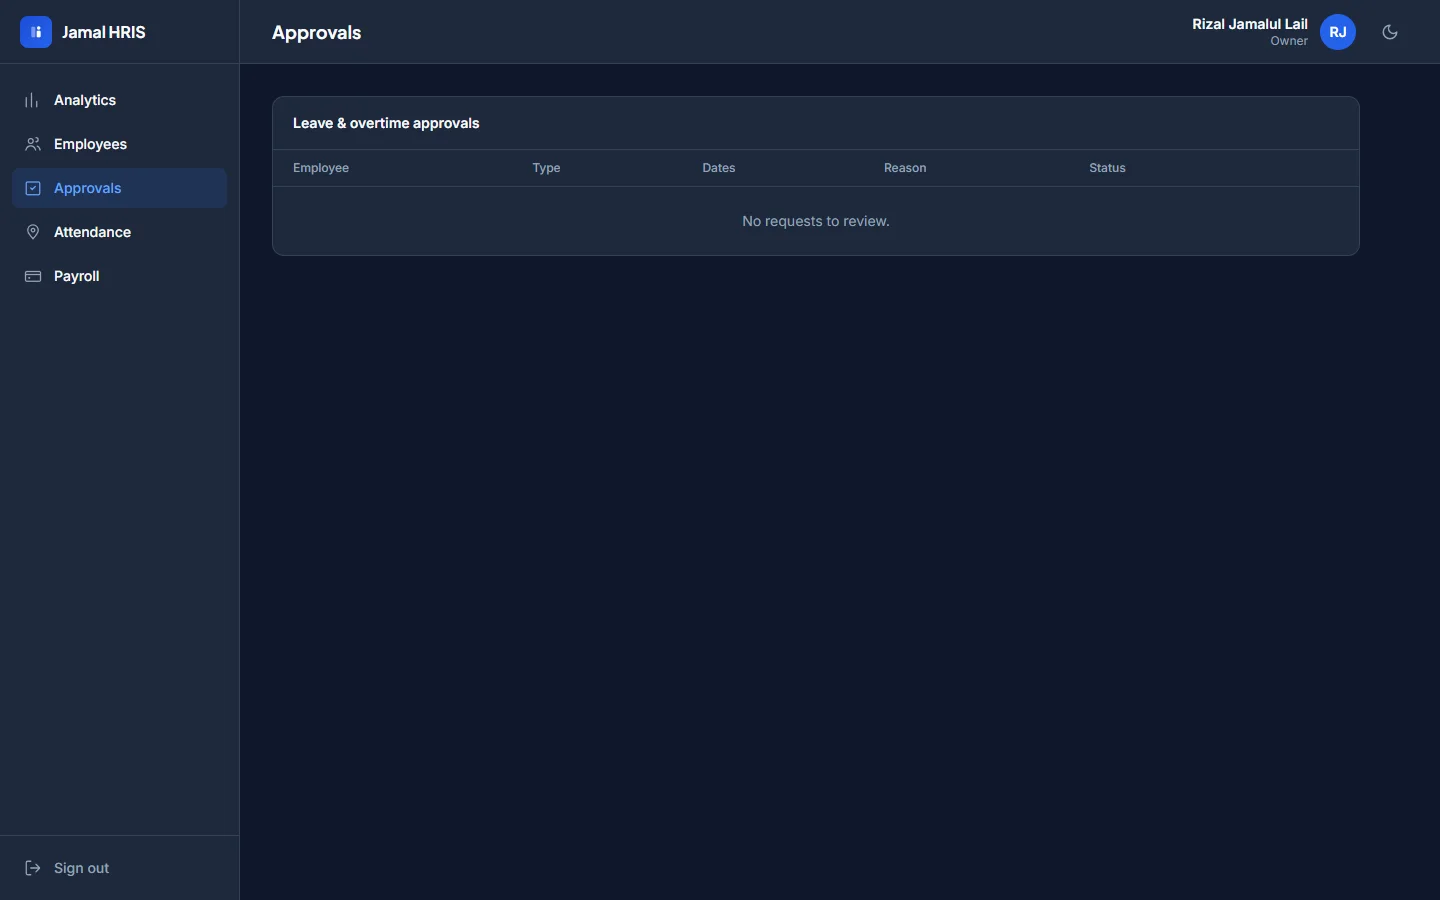 Jamal HRIS
Approvals
Rizal Jamalul Lail
Owner
RJ
Analytics
Employees
Approvals
Attendance
Payroll
Leave & overtime approvals
Employee Type Dates Reason Status
No requests to review.
Sign out